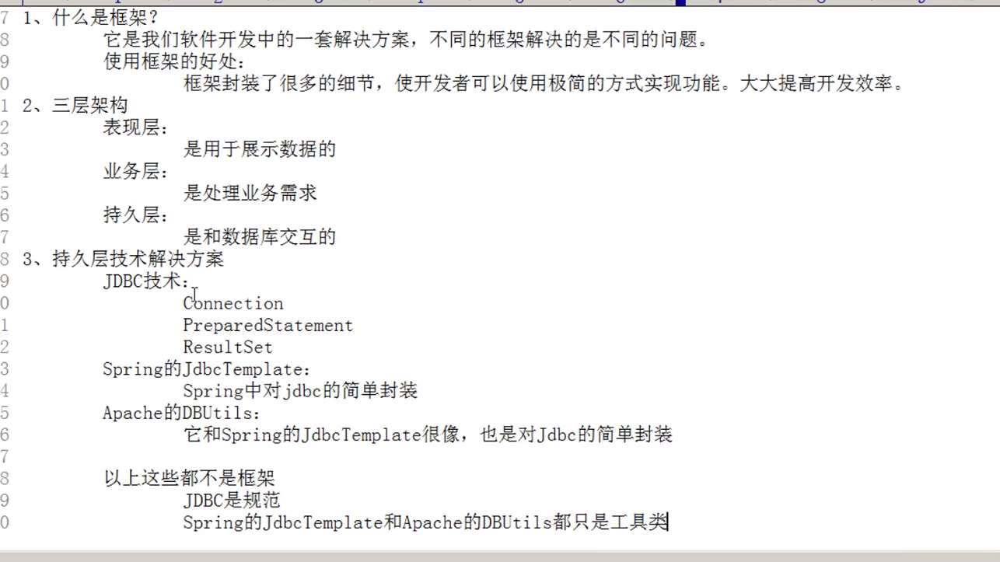 7 1、什么是框架？
8 它是我们软件开发中的一套解决方案，不同的框架解决的是不同的问题。
9 使用框架的好处：
0 框架封装了很多的细节，使开发者可以使用极简的方式实现功能。大大提高开发效率。
1 2、三层架构
2 表现层：
3 是用于展示数据的
4 业务层：
5 是处理业务需求
6 持久层：
7 是和数据库交互的
8 3、持久层技术解决方案
9 JDBC技术：
0 Connection
1 PreparedStatement
2 ResultSet
3 Spring的JdbcTemplate：
4 Spring中对jdbc的简单封装
5 Apache的DBUtils：
6 它和Spring的JdbcTemplate很像，也是对Jdbc的简单封装
7
8 以上这些都不是框架
9 JDBC是规范
0 Spring的JdbcTemplate和Apache的DBUtils都只是工具类